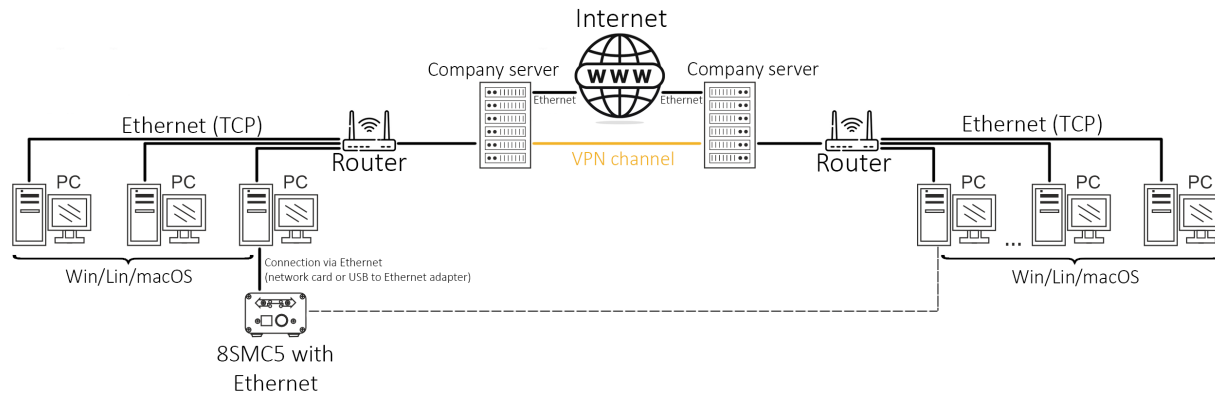 Internet
Company server
WWW
Company server
Ethernet
Ethernet
Ethernet (TCP)
Ethernet (TCP)
Router
VPN channel
Router
PC
PC
PC
PC
PC
PC
...
Connection via Ethernet
(network card or USB to Ethernet adapter)
Win/Lin/macOS
Win/Lin/macOS
8SMC5 with
Ethernet